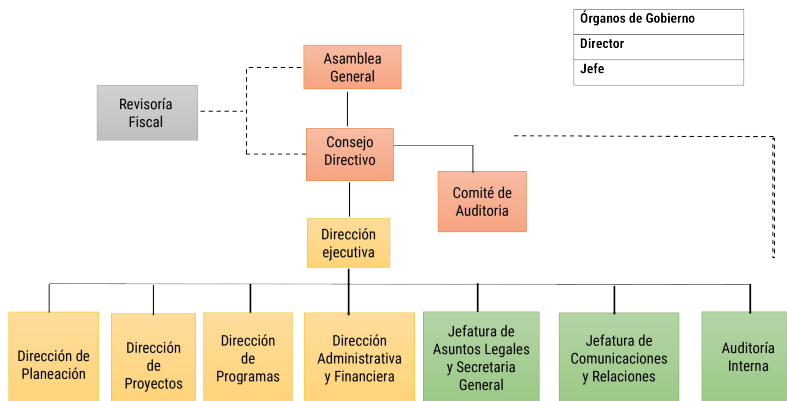 Órganos de Gobierno
Director
Jefe
Asamblea
General
Revisoría
Fiscal
Consejo
Directivo
Comité de
Auditoria
Dirección
ejecutiva
Dirección de
Planeación
Dirección
de
Proyectos
Dirección
de
Programas
Dirección
Administrativa
y Financiera
Jefatura de
Asuntos Legales
y Secretaria
General
Jefatura de
Comunicaciones
y Relaciones
Auditoría
Interna